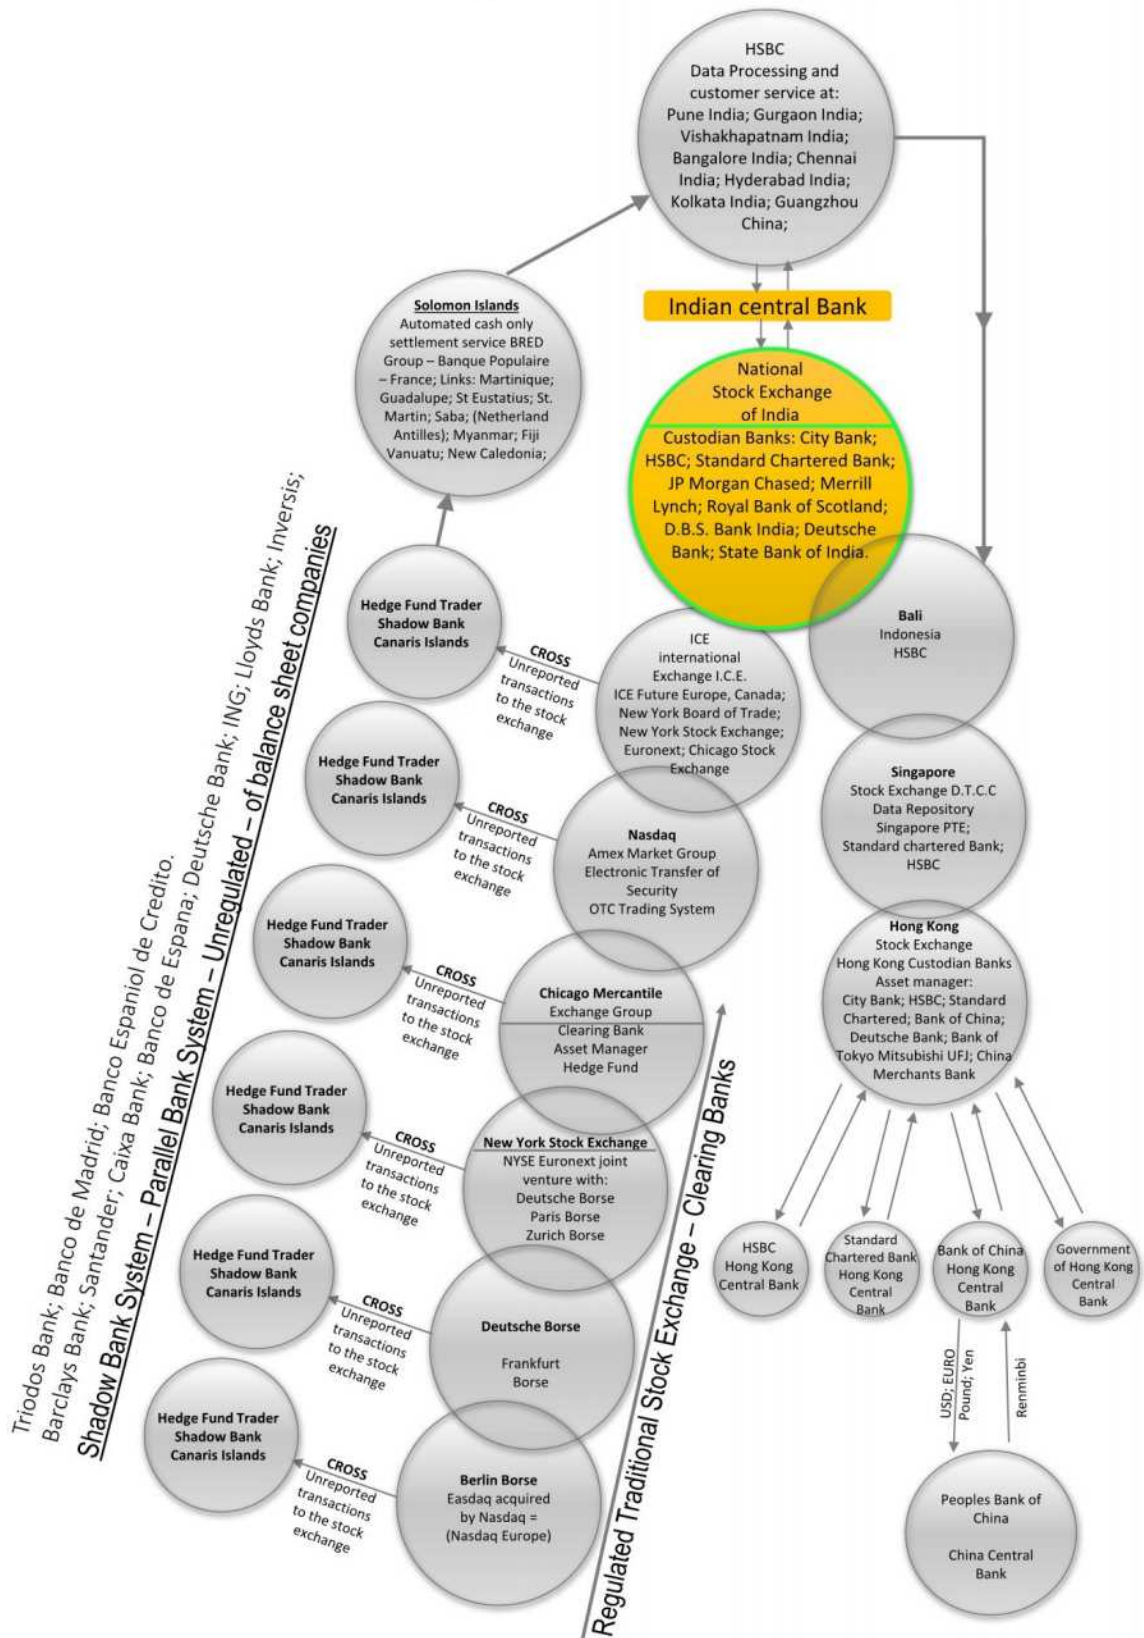 HSBC
Data Processing and
customer service at:
Pune India; Gurgaon India;
Vishakhapatnam India;
Bangalore India; Chennai
India; Hyderabad India;
Kolkata India; Guangzhou
China;
Indian central Bank
National
Stock Exchange
of India
Custodian Banks: City Bank;
HSBC; Standard Chartered Bank;
JP Morgan Chased; Merrill
Lynch; Royal Bank of Scotland;
D.B.S. Bank India; Deutsche
Bank; State Bank of India.
Solomon Islands
Automated cash only
settlement service BRED
Group – Banque Populaire
– France; Links: Martinique;
Guadalupe; St Eustatius; St.
Martin; Saba; (Netherland
Antilles); Myanmar; Fiji
Vanuatu; New Caledonia;
Triodos Bank; Banco de Madrid; Banco Espaniol de Credito.
Barclays Bank; Santander; Caixa Bank; Banco de Espana; Deutsche Bank; ING; Lloyds Bank; Inversis;
Shadow Bank System – Parallel Bank System – Unregulated – of balance sheet companies
Hedge Fund Trader
Shadow Bank
Canaris Islands
CROSS
Unreported
transactions
to the stock
exchange
ICE
international
Exchange I.C.E.
ICE Future Europe, Canada;
New York Board of Trade;
New York Stock Exchange;
Euronext; Chicago Stock
Exchange
Hedge Fund Trader
Shadow Bank
Canaris Islands
CROSS
Unreported
transactions
to the stock
exchange
Nasdaq
Amex Market Group
Electronic Transfer of
Security
OTC Trading System
Hedge Fund Trader
Shadow Bank
Canaris Islands
CROSS
Unreported
transactions
to the stock
exchange
Chicago Mercantile
Exchange Group
Clearing Bank
Asset Manager
Hedge Fund
Hedge Fund Trader
Shadow Bank
Canaris Islands
CROSS
Unreported
transactions
to the stock
exchange
New York Stock Exchange
NYSE Euronext joint
venture with:
Deutsche Borse
Paris Borse
Zurich Borse
Hedge Fund Trader
Shadow Bank
Canaris Islands
CROSS
Unreported
transactions
to the stock
exchange
Deutsche Borse
Frankfurt
Borse
Hedge Fund Trader
Shadow Bank
Canaris Islands
CROSS
Unreported
transactions
to the stock
exchange
Berlin Borse
Easdaq acquired
by Nasdaq =
(Nasdaq Europe)
Regulated Traditional Stock Exchange – Clearing Banks
Bali
Indonesia
HSBC
Singapore
Stock Exchange D.T.C.C
Data Repository
Singapore PTE;
Standard chartered Bank;
HSBC
Hong Kong
Stock Exchange
Hong Kong Custodian Banks
Asset manager:
City Bank; HSBC; Standard
Chartered; Bank of China;
Deutsche Bank; Bank of
Tokyo Mitsubishi UFJ; China
Merchants Bank
HSBC
Hong Kong
Central Bank
Standard
Chartered Bank
Hong Kong
Central
Bank
Bank of China
Hong Kong
Central
Bank
Government
of Hong Kong
Central
Bank
USD; EURO
Pound; Yen
Renminbi
Peoples Bank of
China
China Central
Bank